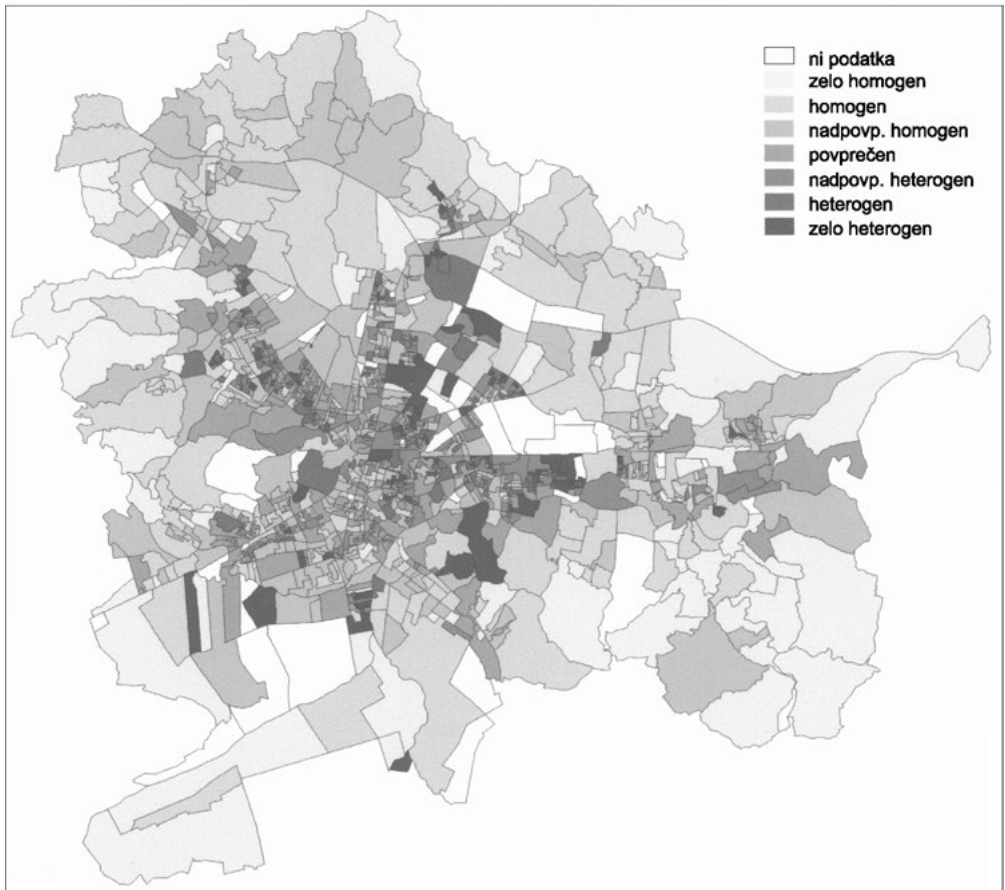 ni podatka
zelo homogen
homogen
nadpovp. homogen
povprečen
nadpovp. heterogen
heterogen
zelo heterogen